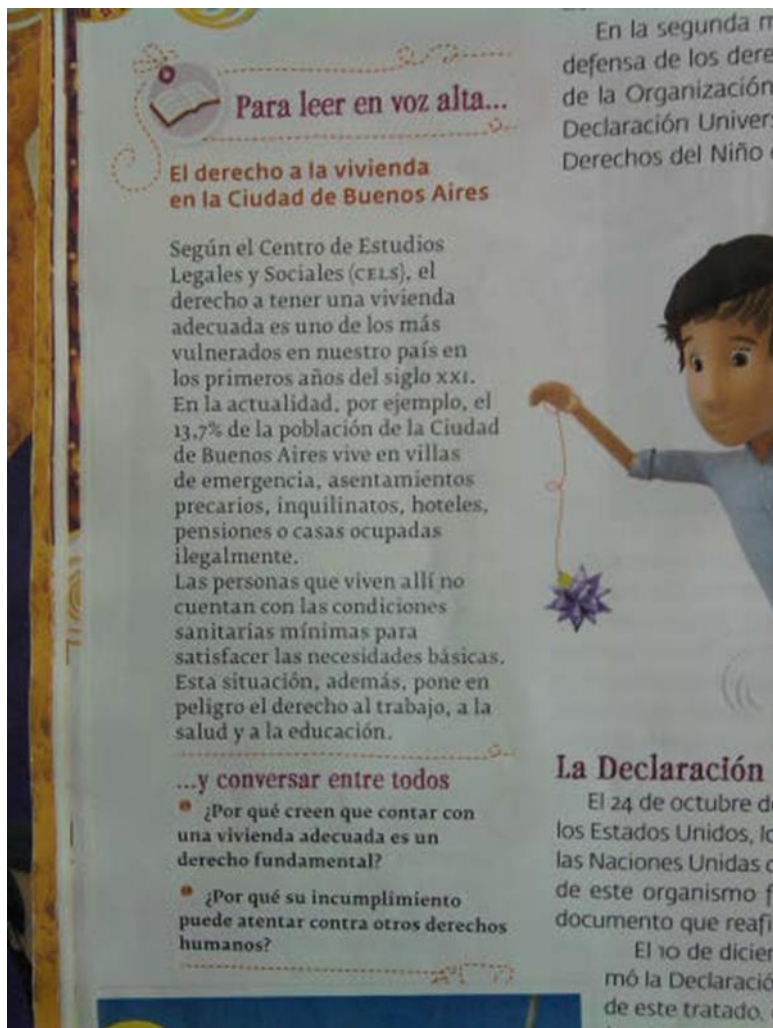 Para leer en voz alta...
El derecho a la vivienda
en la Ciudad de Buenos Aires
Según el Centro de Estudios
Legales y Sociales (CELS), el
derecho a tener una vivienda
adecuada es uno de los más
vulnerados en nuestro país en
los primeros años del siglo XXI.
En la actualidad, por ejemplo, el
13,7% de la población de la Ciudad
de Buenos Aires vive en villas
de emergencia, asentamientos
precarios, inquilinatos, hoteles,
pensiones o casas ocupadas
ilegalmente.
Las personas que viven allí no
cuentan con las condiciones
sanitarias mínimas para
satisfacer las necesidades básicas.
Esta situación, además, pone en
peligro el derecho al trabajo, a la
salud y a la educación.
...y conversar entre todos
¿Por qué creen que contar con
una vivienda adecuada es un
derecho fundamental?
¿Por qué su incumplimiento
puede atentar contra otros derechos
humanos?
En la segunda
defensa de los
de la Organización
Declaración
Derechos del Niño
La Declaración
El 24 de octubre
los Estados Unidos,
las Naciones Unidas
de este organismo
documento que
El 10 de
mó la
de este tratado.